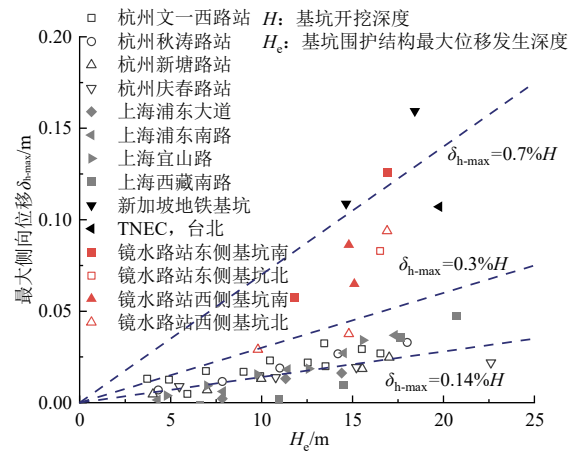 杭州文一西路站
杭州秋涛路站
杭州新塘路站
杭州庆春路站
上海浦东大道
上海浦东南路
上海宜山路
上海西藏南路
新加坡地铁基坑
TNEC，台北
镜水路站东侧基坑南
镜水路站东侧基坑北
镜水路站西侧基坑南
镜水路站西侧基坑北
H：基坑开挖深度
He：基坑围护结构最大位移发生深度
δh-max=0.7%H
δh-max=0.3%H
δh-max=0.14%H
最大侧向位移δh-max/m
0.20
0.15
0.10
0.05
0.00
0 5 10 15 20 25
He/m